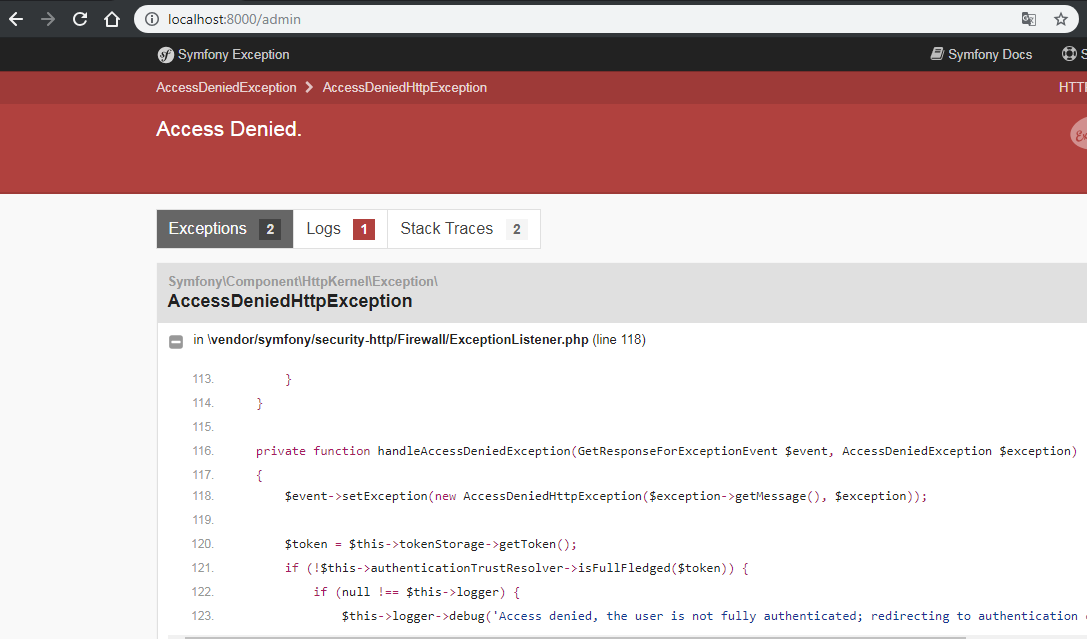 localhost:8000/admin
Symfony Exception
Symfony Docs
AccessDeniedException AccessDeniedHttpException
Access Denied.
Exceptions 2 Logs 1 Stack Traces 2
Symfony\Component\HttpKernel\Exception\
AccessDeniedHttpException
in \vendor/symfony/security-http/Firewall/ExceptionListener.php (line 118)
113. }
114. }
115.
116. private function handleAccessDeniedException(GetResponseForExceptionEvent $event, AccessDeniedException $exception)
117. {
118. $event->setException(new AccessDeniedHttpException($exception->getMessage(), $exception));
119.
120. $token = $this->tokenStorage->getToken();
121. if (!$this->authenticationTrustResolver->isFullFledged($token)) {
122. if (null !== $this->logger) {
123. $this->logger->debug('Access denied, the user is not fully authenticated; redirecting to authentication